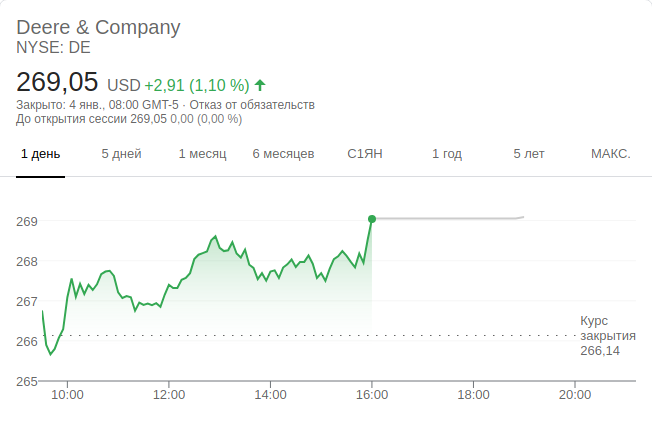 Deere & Company
NYSE: DE
269,05 USD +2,91 (1,10 %)
Закрыто: 4 янв., 08:00 GMT-5 · Отказ от обязательств
До открытия сессии 269,05 0,00 (0,00 %)
1 день 5 дней 1 месяц 6 месяцев С1ЯН 1 год 5 лет МАКС.
269
268
267
266
265
Курс
закрытия
266,14
10:00 12:00 14:00 16:00 18:00 20:00